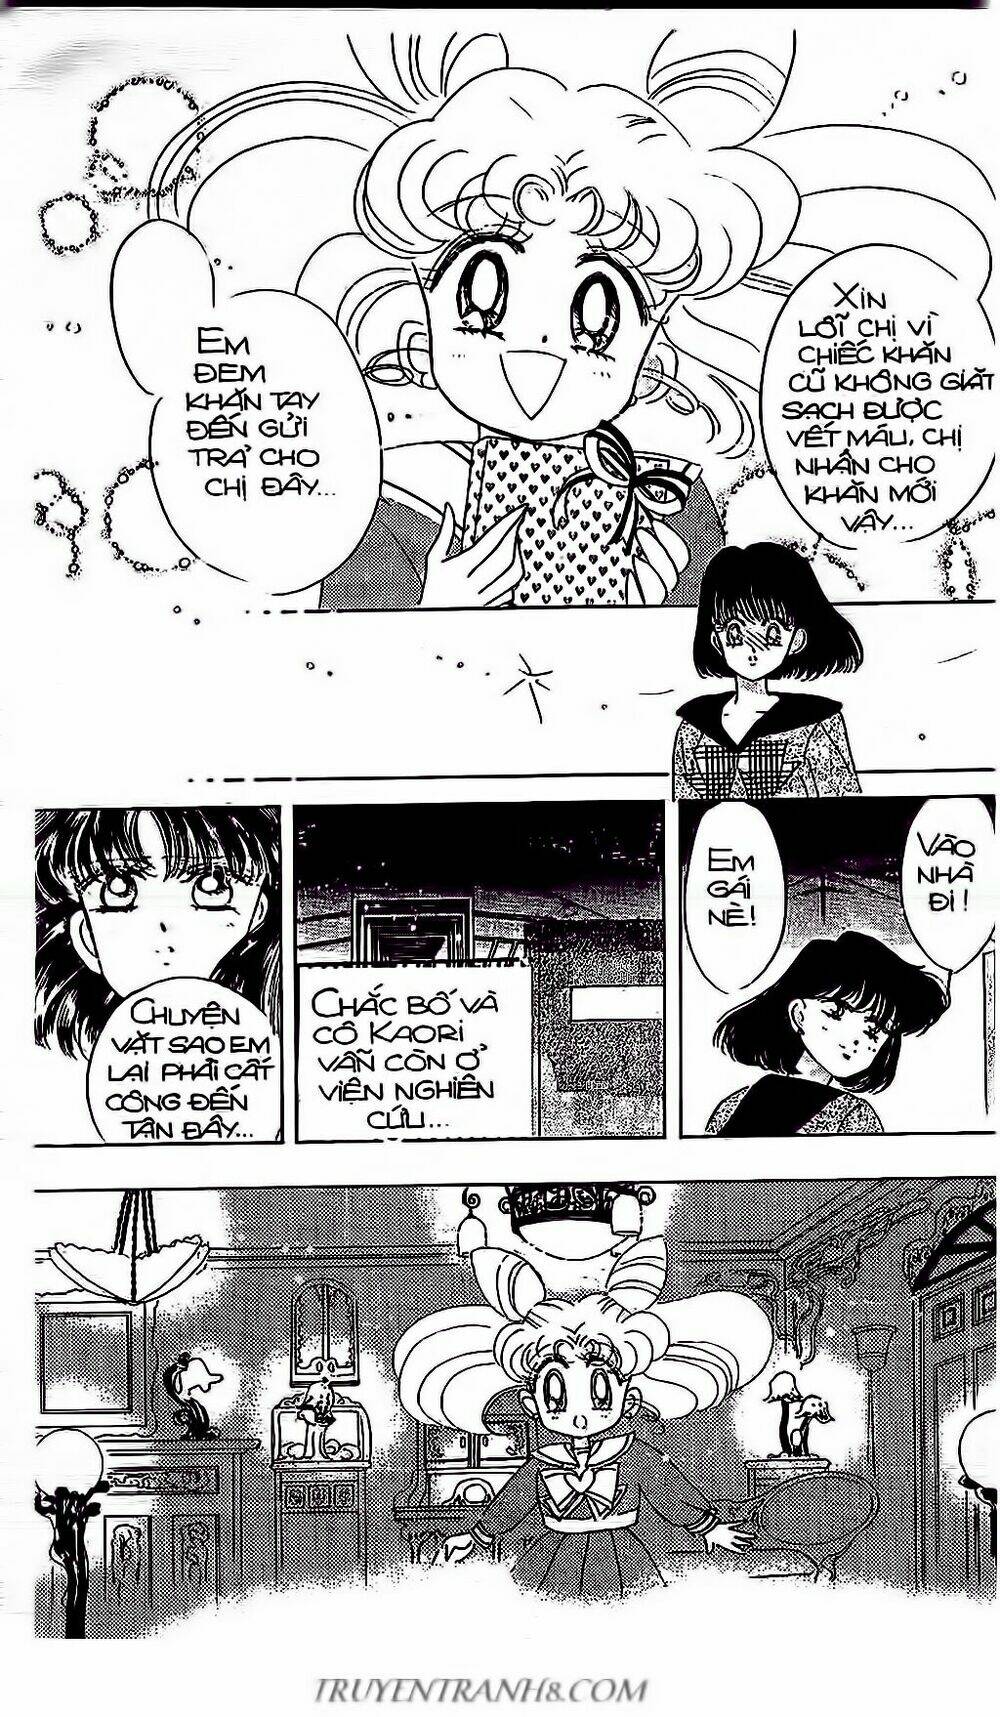 EM
ĐEM
KHĂN TAY
ĐẾN GỬI
TRẢ CHO
CHỊ ĐÂY...
XIN
LỖI CHỊ VÌ
CHIẾC KHĂN
CŨ KHÔNG GIẶT
SẠCH ĐƯỢC
VẾT MÁU, CHỊ
NHẬN CHO
KHĂN MỚI
VẬY...
CHUYỆN
VẶT SAO EM
LẠI PHẢI CẤT
CÔNG ĐẾN
TẬN ĐÂY...
CHẮC BỐ VÀ
CÔ KAORI
VẪN CÒN Ở
VIỆN NGHIÊN
CỨU...
EM
GÁI
NÈ!
VÀO
NHÀ
ĐI!
TRUYENTRANH8.COM